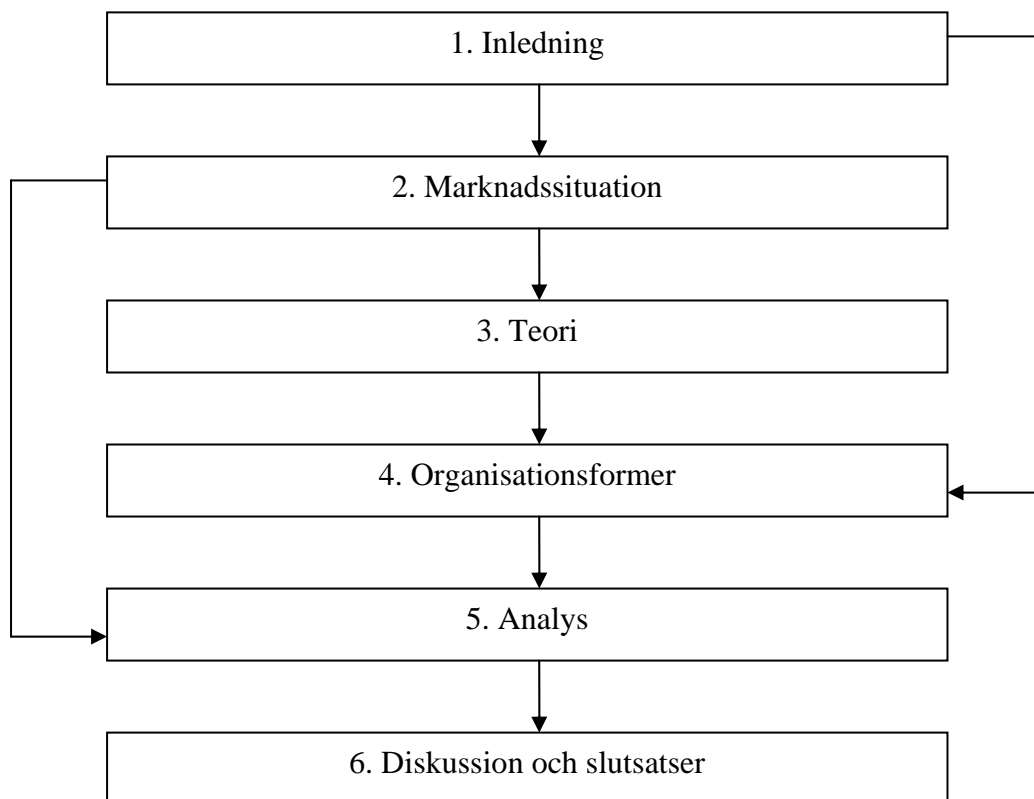 1. Inledning
2. Marknadssituation
3. Teori
4. Organisationsformer
5. Analys
6. Diskussion och slutsatser